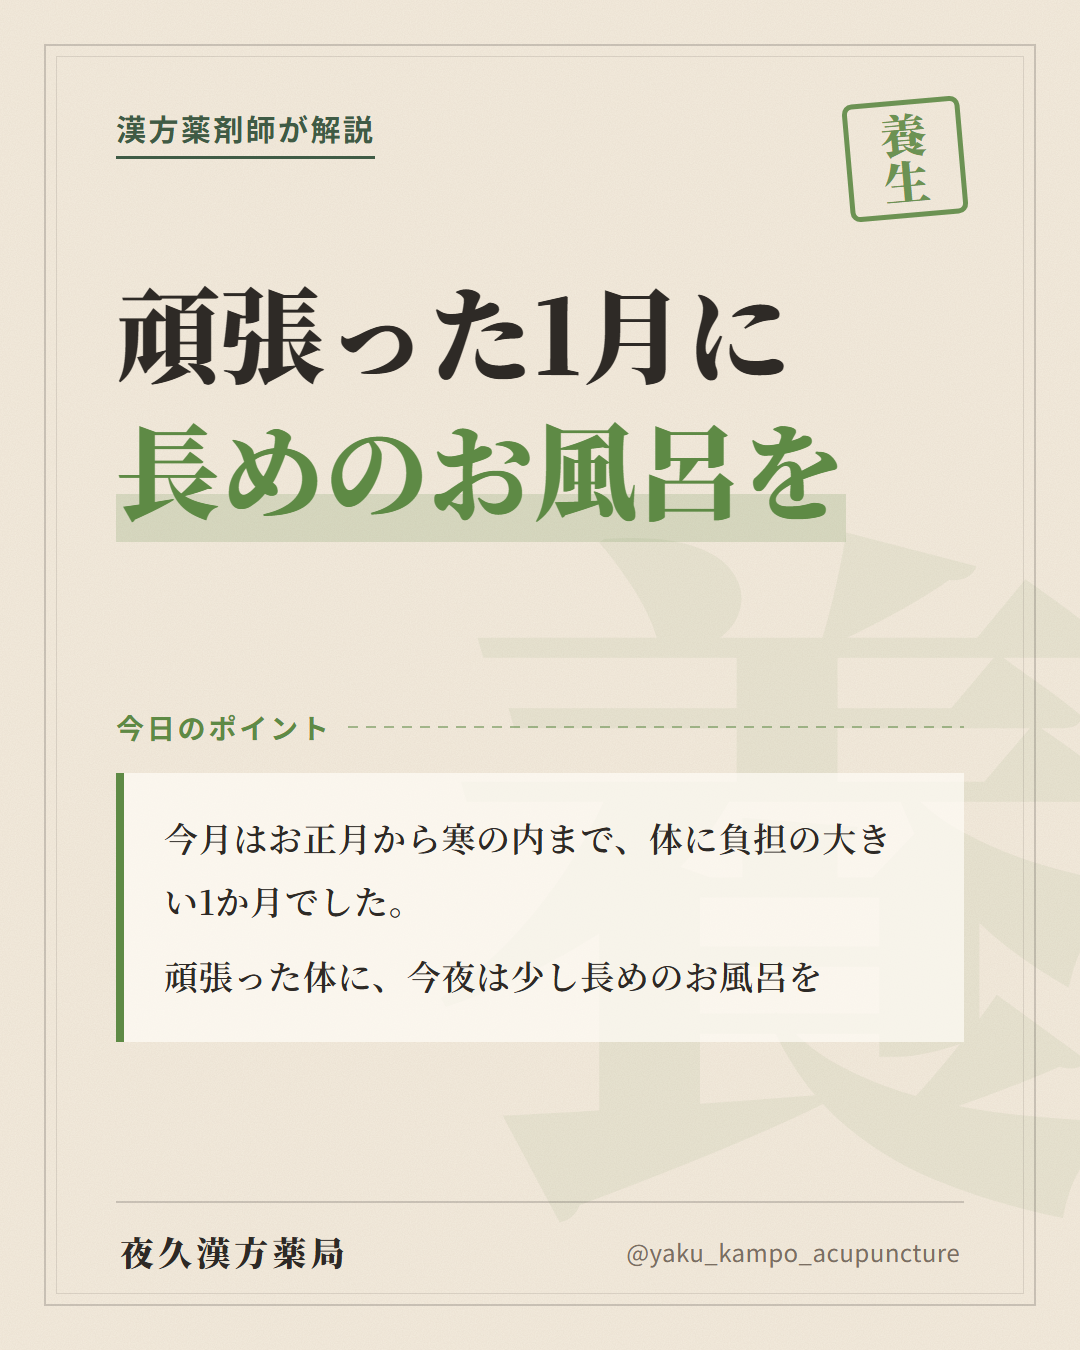 漢方薬剤師が解説
養生
頑張った1月に
長めのお風呂を
今日のポイント
今月はお正月から寒の内まで、体に負担の大き
い1か月でした。
頑張った体に、今夜は少し長めのお風呂を
養
夜久漢方薬局
@yaku_kampo_acupuncture